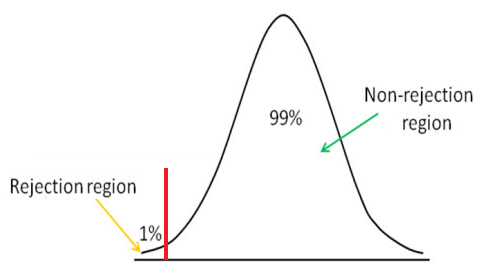 Non-rejection
region
99%
Rejection region
1%